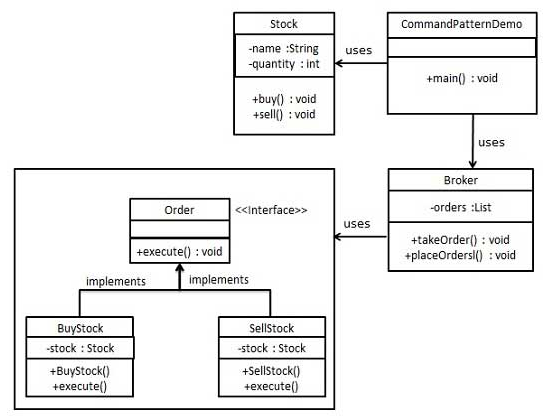 Stock
-name :String
-quantity : int
+buy() : void
+sell() : void
uses
CommandPatternDemo
+main() : void
uses
Broker
-orders :List
+takeOrder() : void
+placeOrdersl() : void
uses
Order
<<Interface>>
+execute() : void
implements
implements
BuyStock
-stock : Stock
+BuyStock()
+execute()
SellStock
-stock : Stock
+SellStock()
+execute()